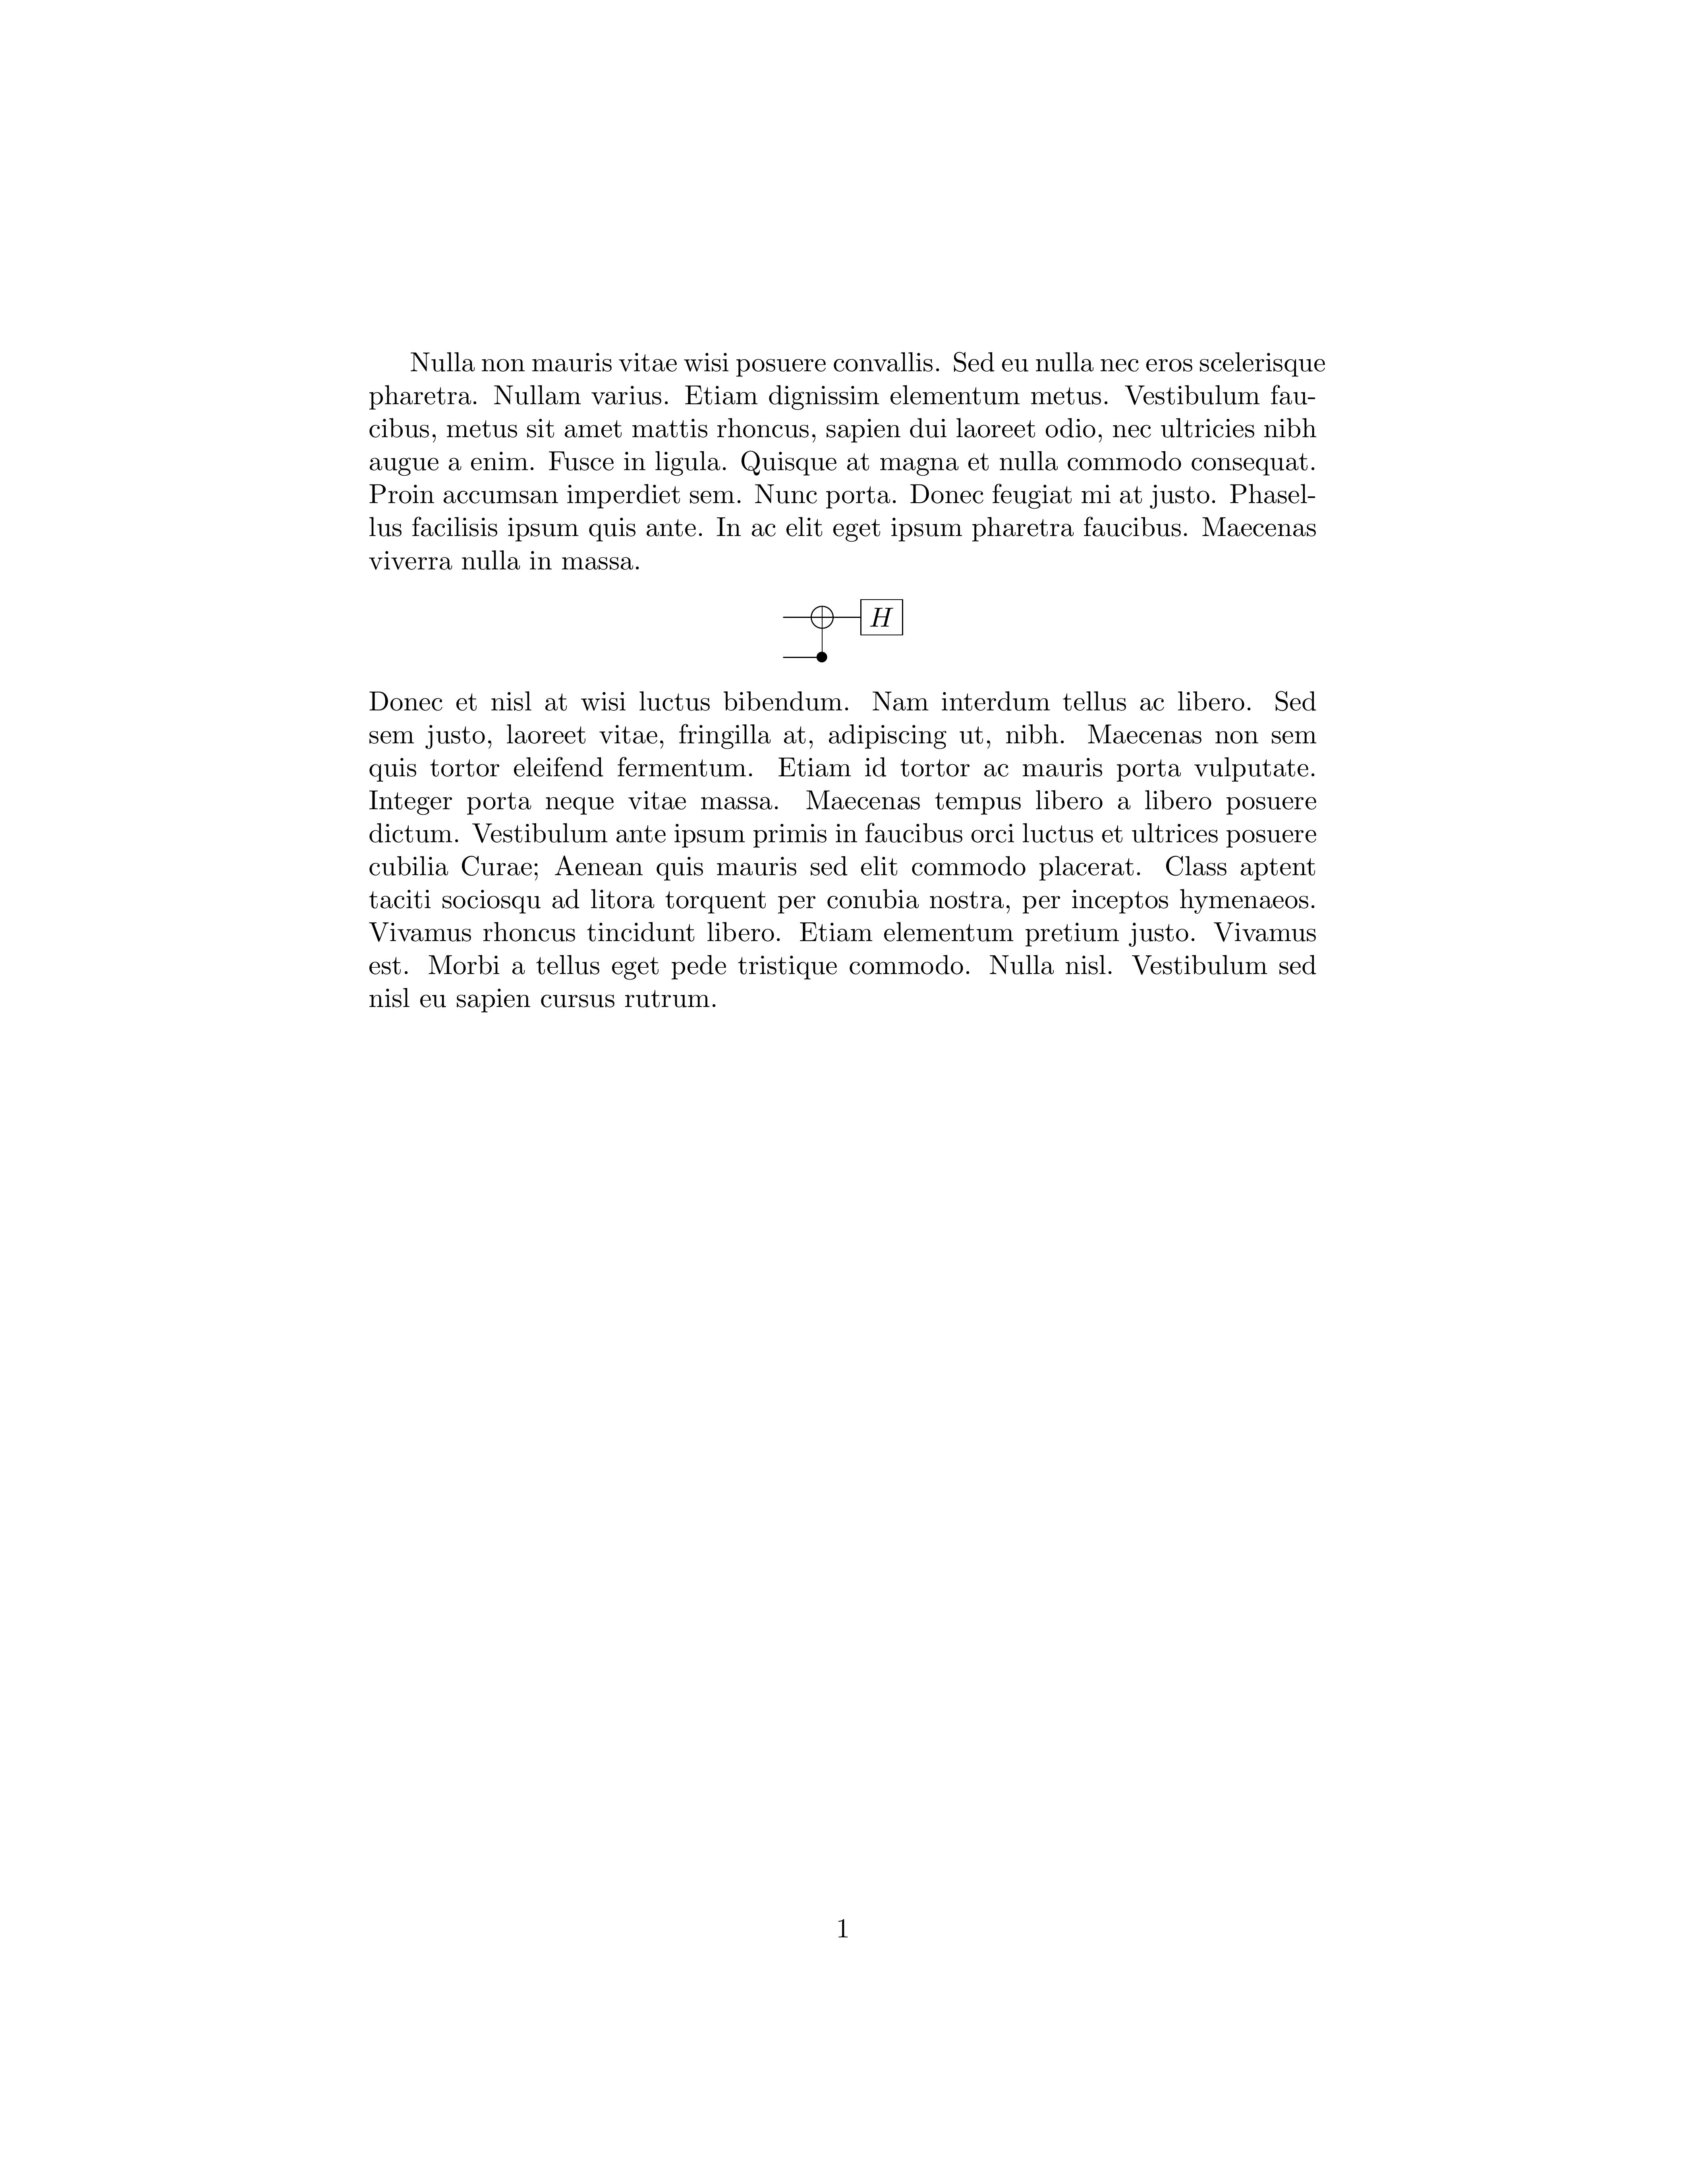 Nulla non mauris vitae wisi posuere convallis. Sed eu nulla nec eros scelerisque
pharetra. Nullam varius. Etiam dignissim elementum metus. Vestibulum fau-
cibus, metus sit amet mattis rhoncus, sapien dui laoreet odio, nec ultricies nibh
augue a enim. Fusce in ligula. Quisque at magna et nulla commodo consequat.
Proin accumsan imperdiet sem. Nunc porta. Donec feugiat mi at justo. Phasel-
lus facilisis ipsum quis ante. In ac elit eget ipsum pharetra faucibus. Maecenas
viverra nulla in massa.
H
Donec et nisl at wisi luctus bibendum. Nam interdum tellus ac libero. Sed
sem justo, laoreet vitae, fringilla at, adipiscing ut, nibh. Maecenas non sem
quis tortor eleifend fermentum. Etiam id tortor ac mauris porta vulputate.
Integer porta neque vitae massa. Maecenas tempus libero a libero posuere
dictum. Vestibulum ante ipsum primis in faucibus orci luctus et ultrices posuere
cubilia Curae; Aenean quis mauris sed elit commodo placerat. Class aptent
taciti sociosqu ad litora torquent per conubia nostra, per inceptos hymenaeos.
Vivamus rhoncus tincidunt libero. Etiam elementum pretium justo. Vivamus
est. Morbi a tellus eget pede tristique commodo. Nulla nisl. Vestibulum sed
nisl eu sapien cursus rutrum.
1